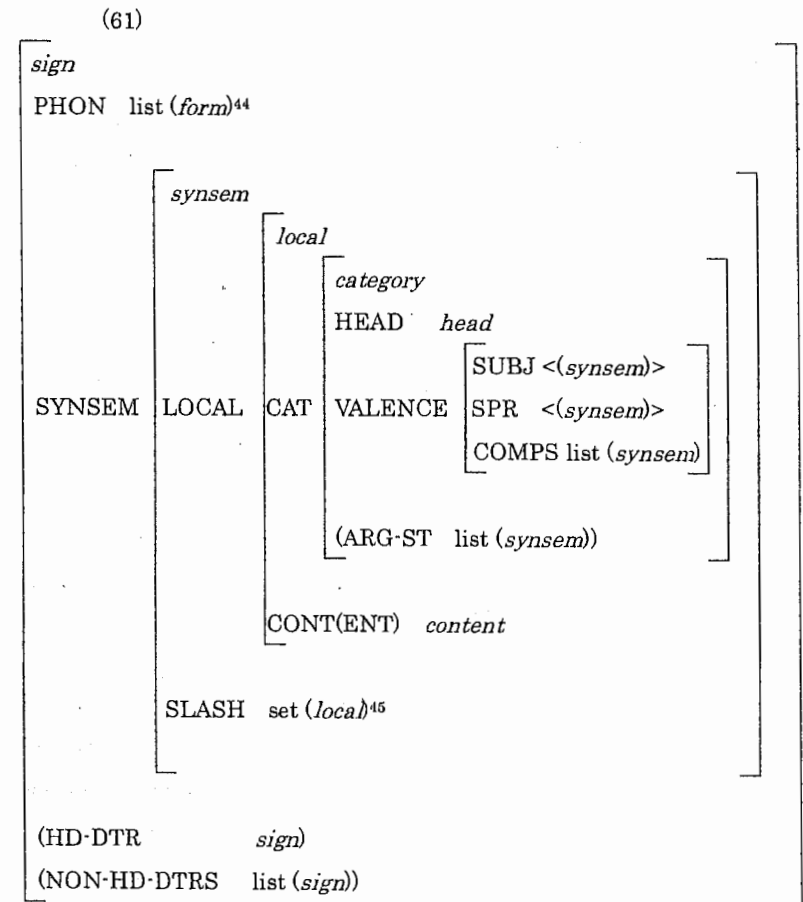 (61)
sign
PHON list (form)44
synsem
local
category
HEAD head
SUBJ <(synsem)>
SYNSEM LOCAL CAT VALENCE SPR <(synsem)>
COMPS list (synsem)
(ARG-ST list (synsem))
CONT(ENT) content
SLASH set (local)45
(HD-DTR sign)
(NON-HD-DTRS list (sign))